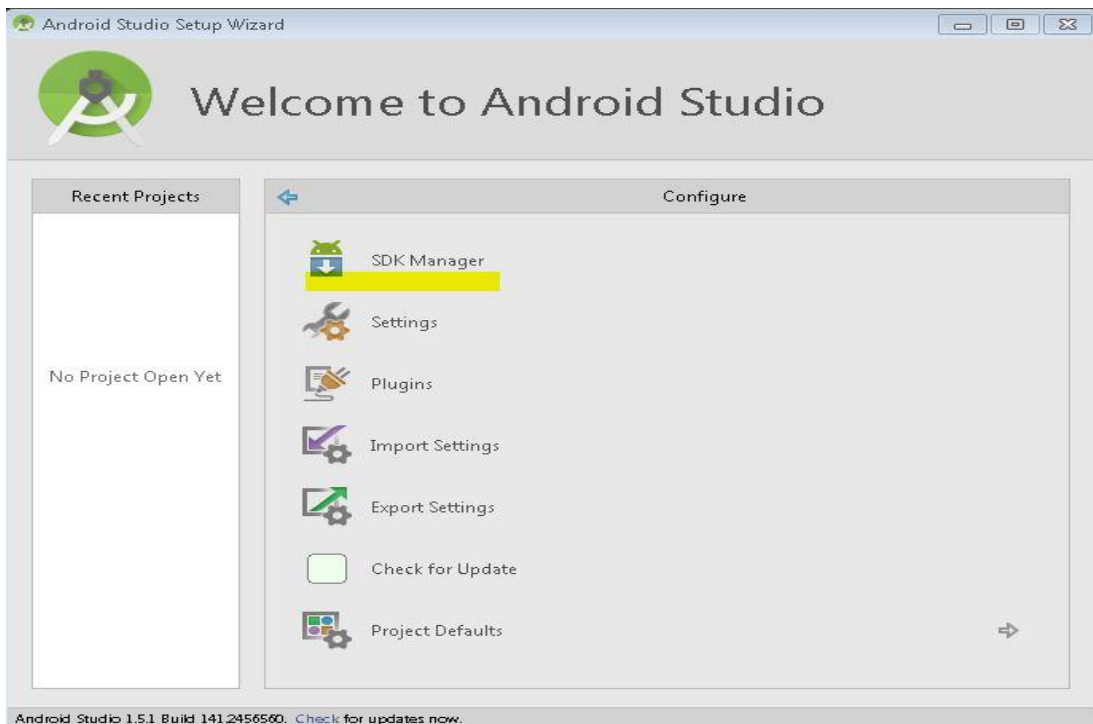 Android Studio Setup Wizard
Welcome to Android Studio
Recent Projects
No Project Open Yet
Configure
SDK Manager
Settings
Plugins
Import Settings
Export Settings
Check for Update
Project Defaults
Android Studio 1.5.1 Build 141.2456560. Check for updates now.